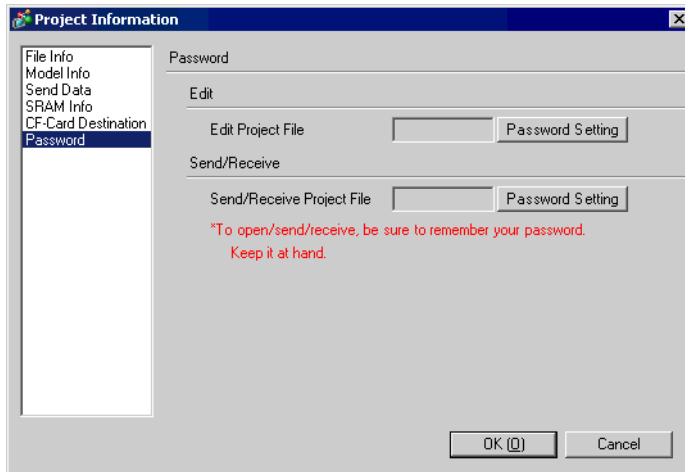 Project Information
File Info
Model Info
Send Data
SRAM Info
CF-Card Destination
Password
Password
Edit
Edit Project File
Password Setting
Send/Receive
Send/Receive Project File
Password Setting
*To open/send/receive, be sure to remember your password.
Keep it at hand.
OK (O)
Cancel